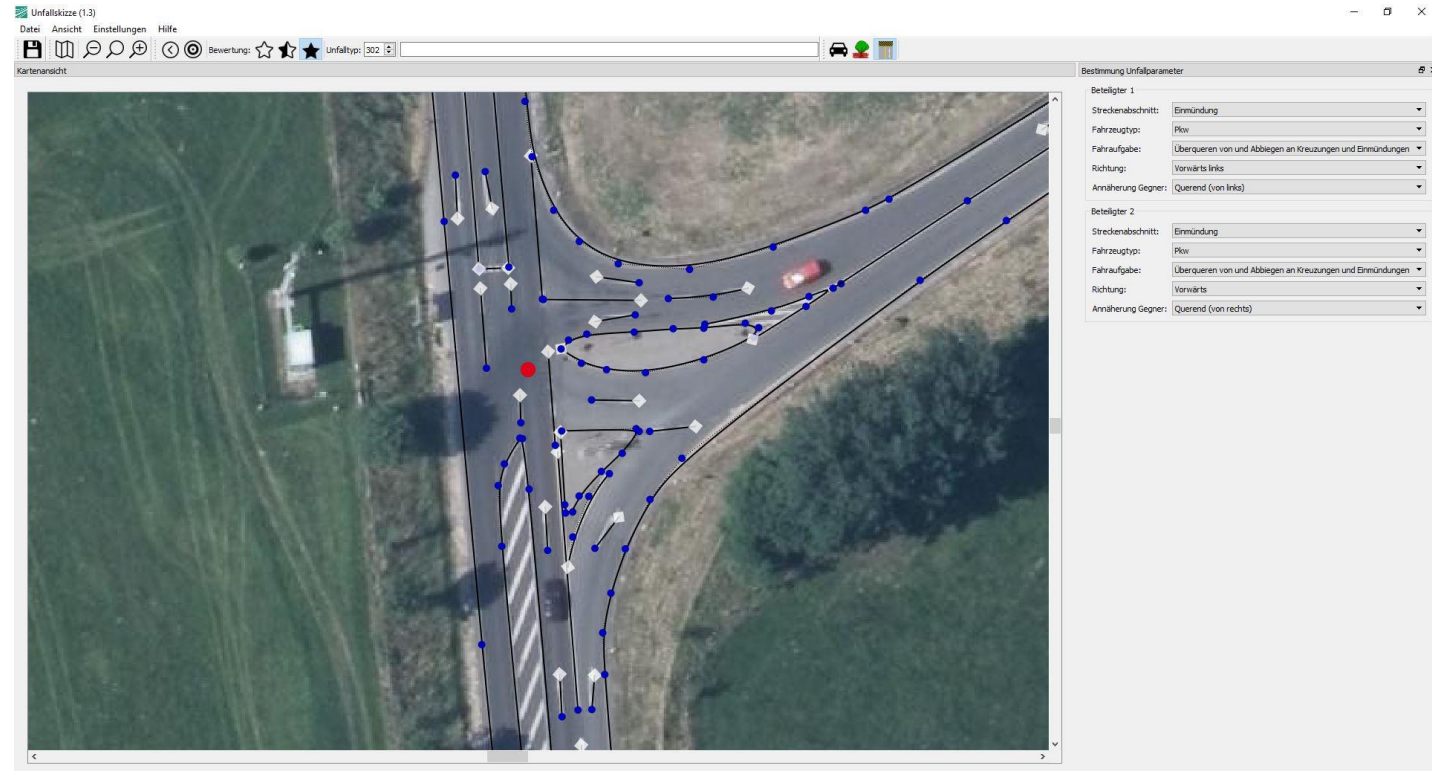 Unfallskizze (1.3)
Datei Ansicht Einstellungen Hilfe
Bewertung: Unfalltyp: 302
Kartenansicht
Bestimmung Unfallparameter
Beteiligter 1
Streckenabschnitt: Einmündung
Fahrzeugtyp: Pkw
Fahraufgabe: Überqueren von und Abbiegen an Kreuzungen und Einmündungen
Richtung: Vorwärts links
Annäherung Gegner: Querend (von links)
Beteiligter 2
Streckenabschnitt: Einmündung
Fahrzeugtyp: Pkw
Fahraufgabe: Überqueren von und Abbiegen an Kreuzungen und Einmündungen
Richtung: Vorwärts
Annäherung Gegner: Querend (von rechts)